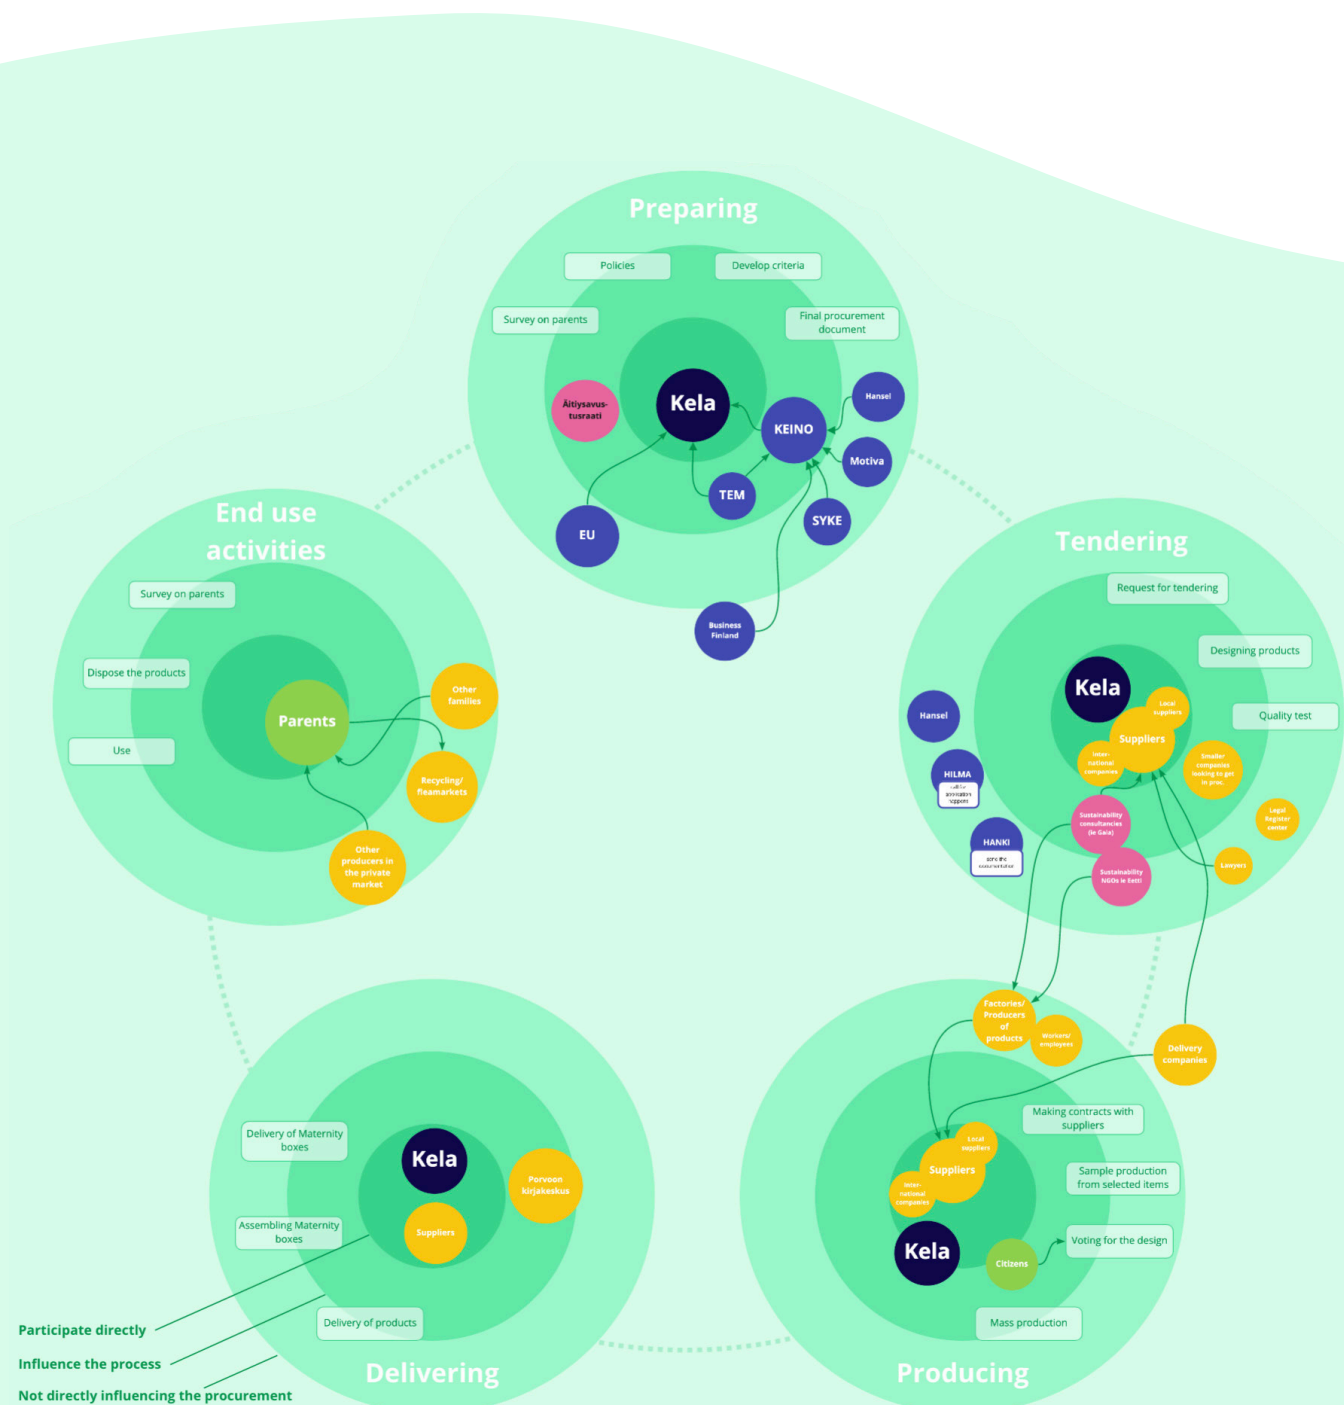 Preparing
Policies
Develop criteria
Survey on parents
Final procurement
document
Äitiysavus-
tusraati
Kela
KEINO
Hansel
Motiva
TEM
SYKE
EU
Business
Finland
End use
activities
Survey on parents
Dispose the products
Use
Parents
Other
families
Recycling/
fleamarkets
Other
producers in
the private
market
Tendering
Request for tendering
Designing products
Quality test
Kela
Local
suppliers
Suppliers
Inter-
national
companies
Smaller
companies
looking to get
in proc.
Hansel
HILMA
call for
application
support
HANKI
send the
documentation
Sustainability
consultancies
(ie Gaia)
Legal
Register
center
Lawyers
Sustainability
NGOs ie Eetti
Factories/
Producers
of
products
Workers/
employees
Delivery
companies
Making contracts with
suppliers
Local
suppliers
Suppliers
Inter-
national
companies
Sample production
from selected items
Kela
Citizens
Voting for the design
Mass production
Producing
Delivery of Maternity
boxes
Kela
Porvoon
kirjakeskus
Assembling Maternity
boxes
Suppliers
Delivery of products
Delivering
Participate directly
Influence the process
Not directly influencing the procurement